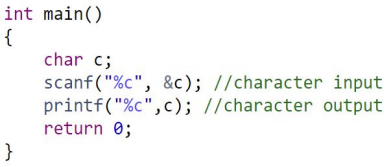 int main()
{
    char c;
    scanf("%c", &c); //character input
    printf("%c",c); //character output
    return 0;
}